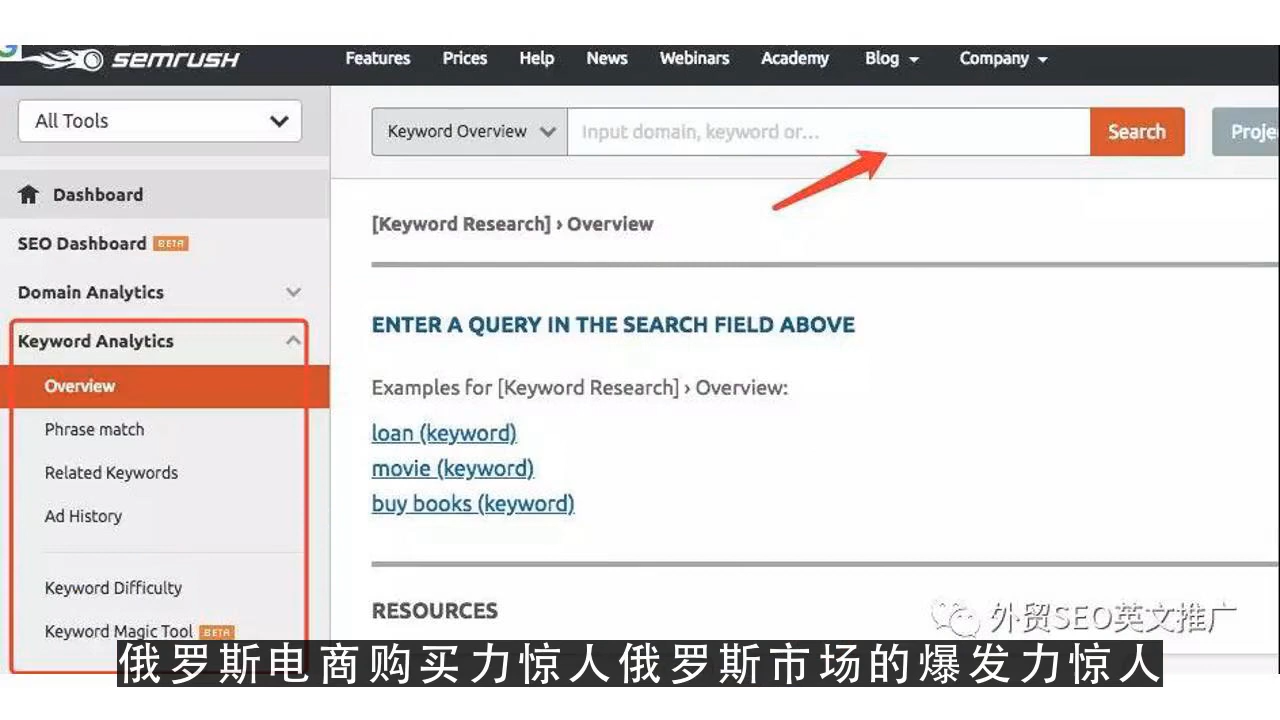 SEMRUSH
Features Prices Help News Webinars Academy Blog Company
All Tools
Keyword Overview
Input domain, keyword or...
Search
Dashboard
SEO Dashboard BETA
Domain Analytics
Keyword Analytics
Overview
Phrase match
Related Keywords
Ad History
Keyword Difficulty
Keyword Magic Tool BETA
[Keyword Research] › Overview
ENTER A QUERY IN THE SEARCH FIELD ABOVE
Examples for [Keyword Research] › Overview:
loan (keyword)
movie (keyword)
buy books (keyword)
RESOURCES
外贸SEO英文推广
俄罗斯电商购买力惊人俄罗斯市场的爆发力惊人